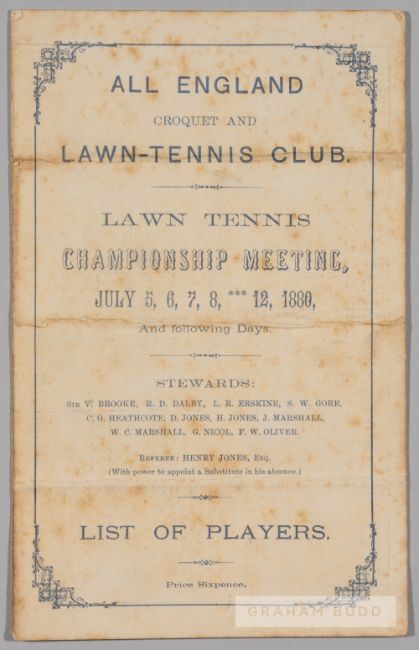 ALL ENGLAND
CROQUET AND
LAWN-TENNIS CLUB.
LAWN TENNIS
CHAMPIONSHIP MEETING,
JULY 5, 6, 7, 8, *** 12, 1880,
And following Days.
STEWARDS:
SIR V. BROOKE, R. D. DALBY, L. R. ERSKINE, S. W. GORE,
C. G. HEATHCOTE, D. JONES, H. JONES, J. MARSHALL,
W. C. MARSHALL, G. NICOL, F. W. OLIVER.
REFEREE: HENRY JONES, ESQ.
(With power to appoint a Substitute in his absence.)
LIST OF PLAYERS.
Price Sixpence.
GRAHAM BUDD